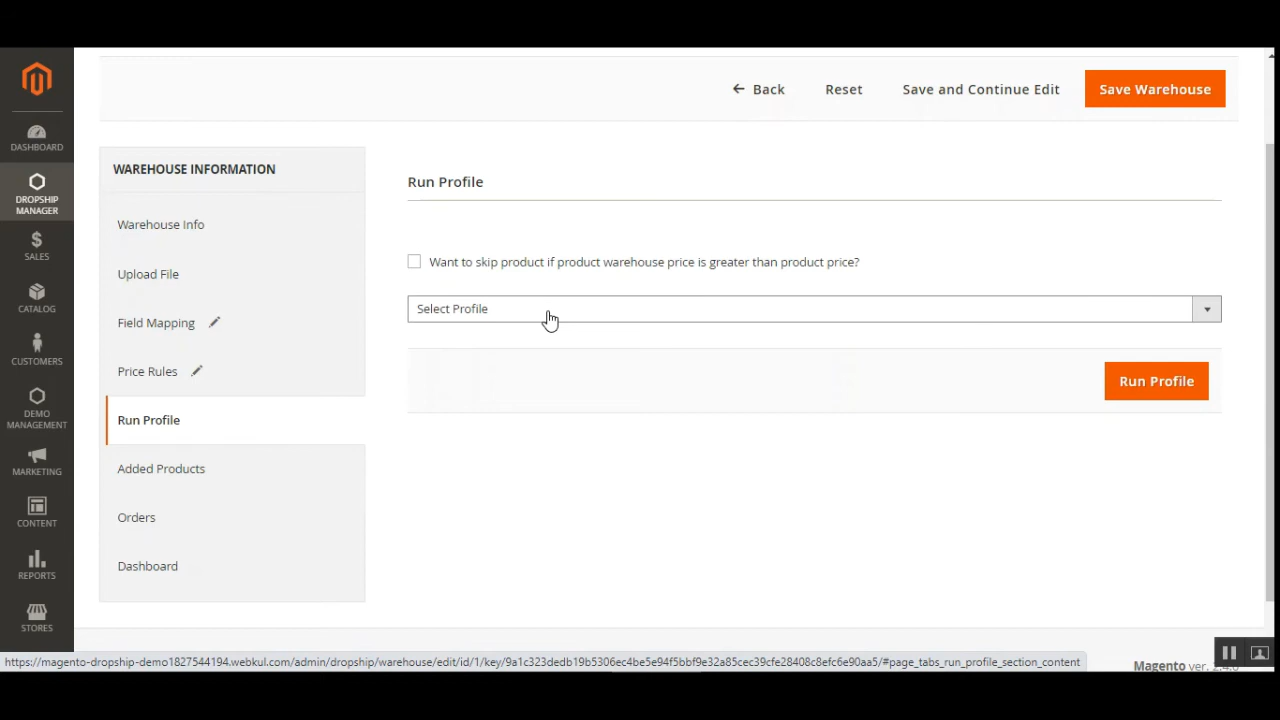 ← Back
Reset
Save and Continue Edit
Save Warehouse
DASHBOARD
DROPSHIP
MANAGER
SALES
CATALOG
CUSTOMERS
DEMO
MANAGEMENT
MARKETING
CONTENT
REPORTS
STORES
WAREHOUSE INFORMATION
Warehouse Info
Upload File
Field Mapping
Price Rules
Run Profile
Added Products
Orders
Dashboard
Run Profile
Want to skip product if product warehouse price is greater than product price?
Select Profile
Run Profile
https://magento-dropship-demo1827544194.webkul.com/admin/dropship/warehouse/edit/id/1/key/9a1c323dedb19b5306ec4be5e94f5bbf9e32a85cec39cfe28408c8efc6e90aa5/#page_tabs_run_profile_section_content
Magento ver.